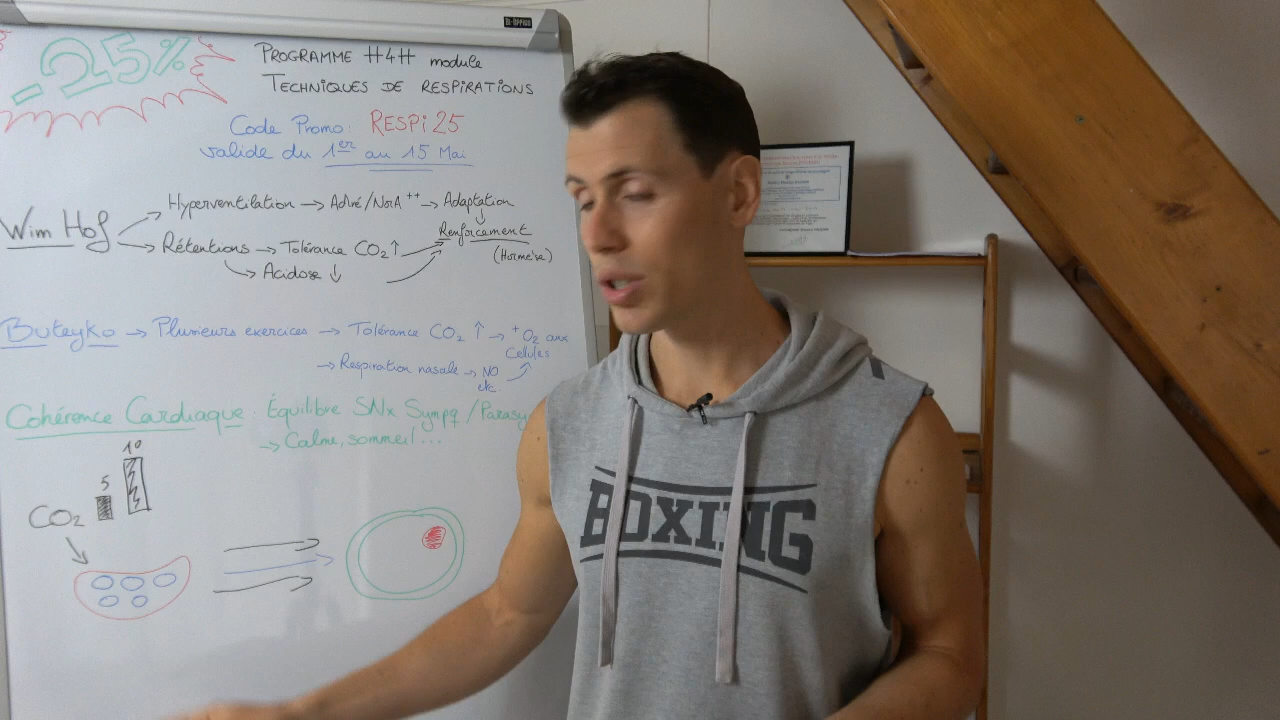 -25%
PROGRAMME #4H module
TECHNIQUES DE RESPIRATIONS
Code Promo: RESPI 25
valide du 1er au 15 Mai
Wim Hof
Hyperventilation → Adré/NorA ++ → Adaptation
Rétentions → Tolérance CO2 ↑ → Renforcement
(Hormèse)
→ Acidose ↓
Buteyko → Plusieurs exercices → Tolérance CO2 ↑ → +O2 aux
Cellules
→ Respiration nasale → NO
etc
Cohérence Cardiaque : Équilibre SNx Sympq / Parasy
→ Calme, sommeil...
10
5
CO2
BOXING